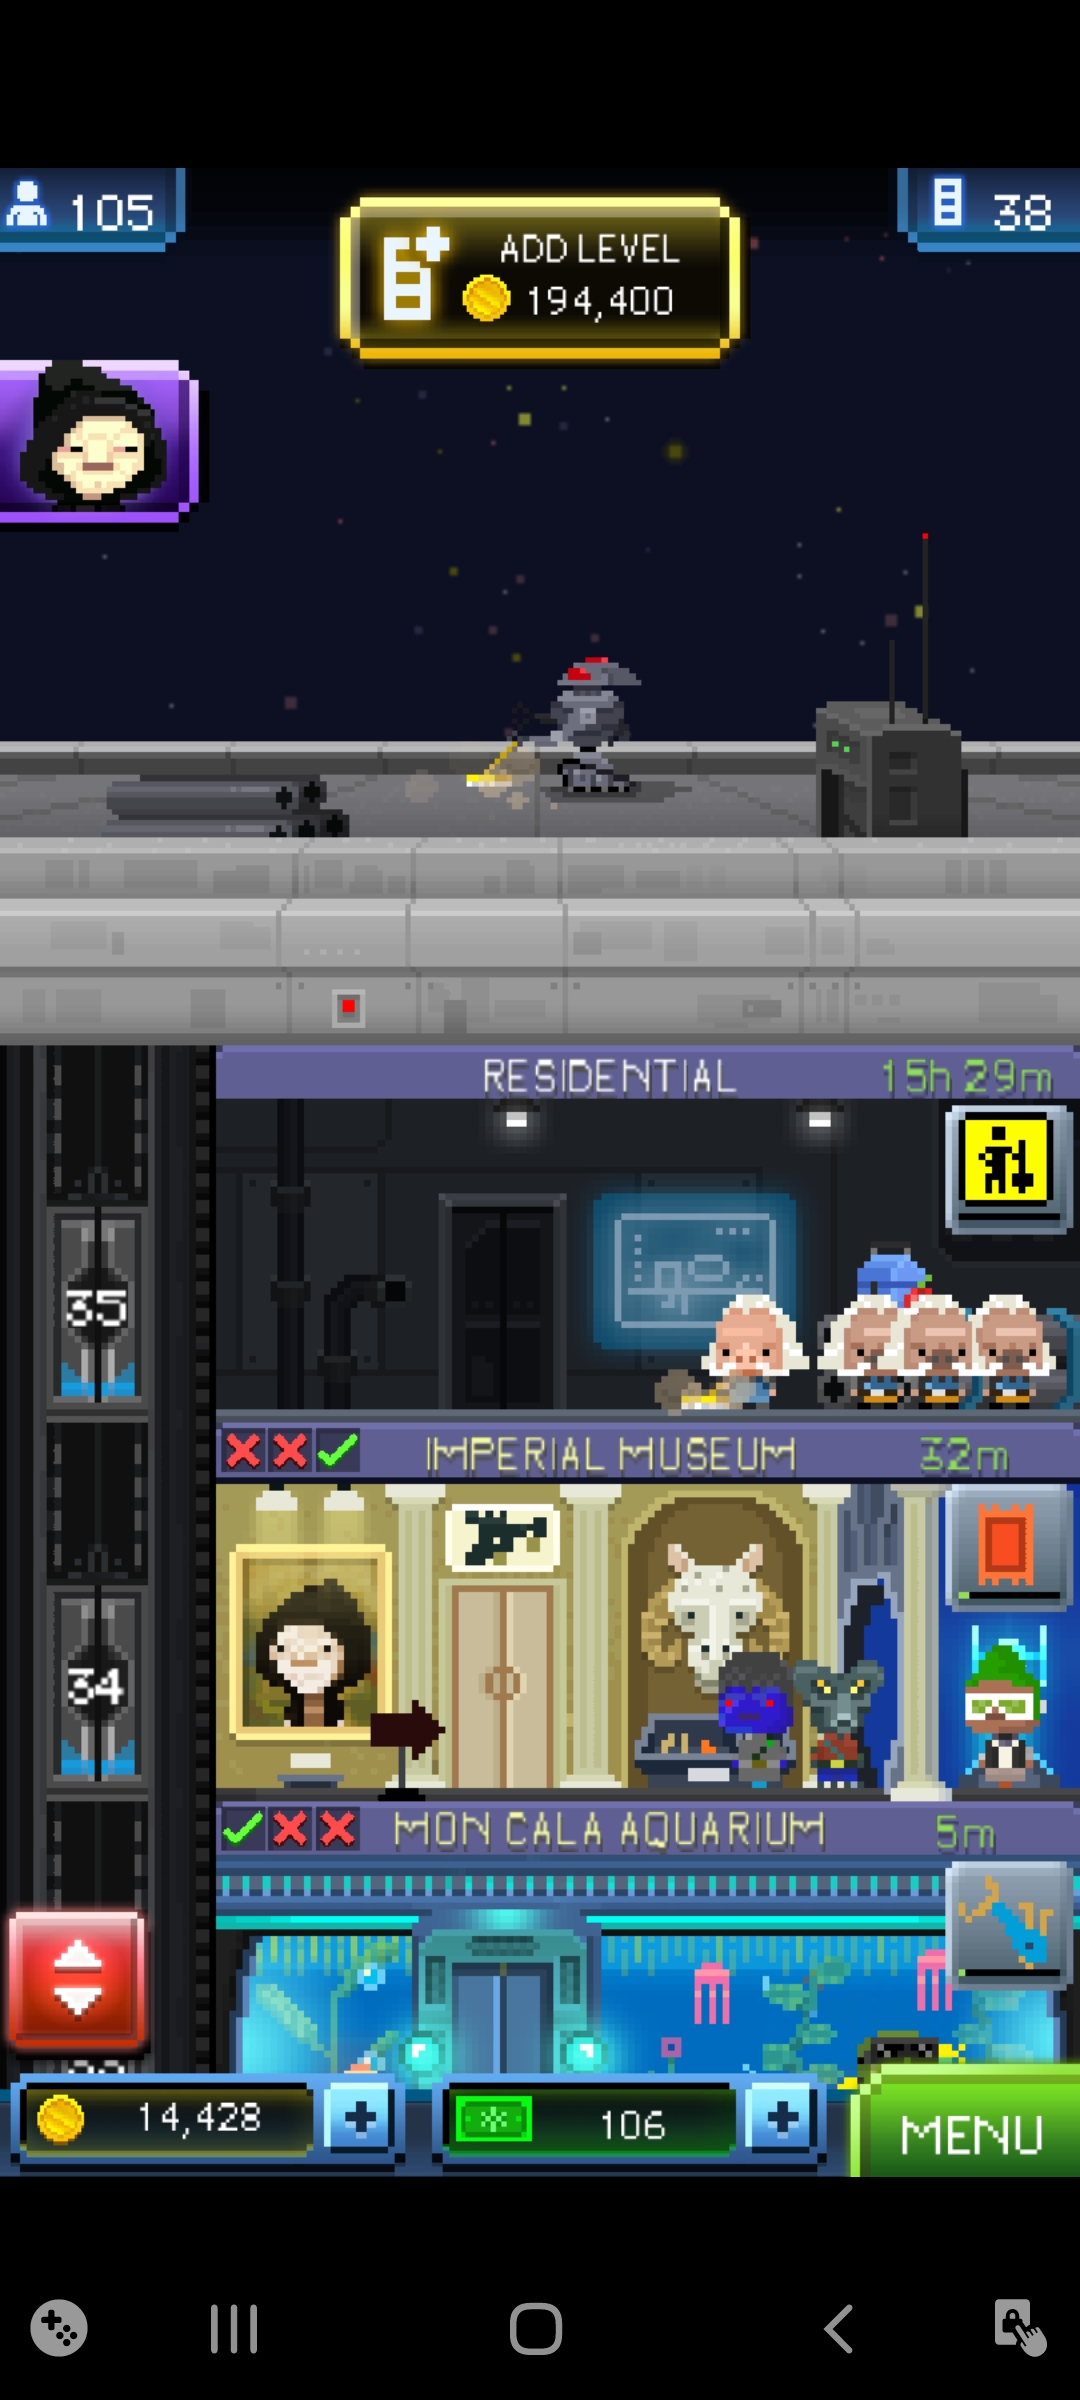 105
ADD LEVEL
194,400
38
RESIDENTIAL 15h 29m
35
IMPERIAL MUSEUM 32m
34
MON CALA AQUARIUM 5m
14,428
106
MENU